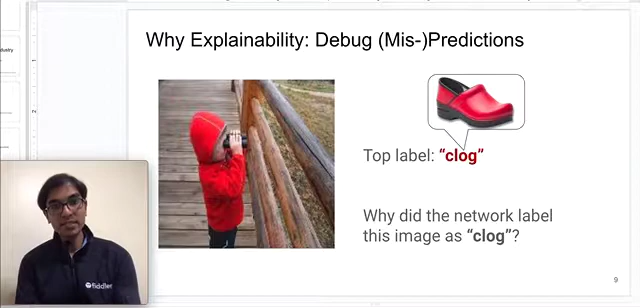 Why Explainability: Debug (Mis-)Predictions
Top label: “clog”
Why did the network label
this image as “clog”?
9
fiddler